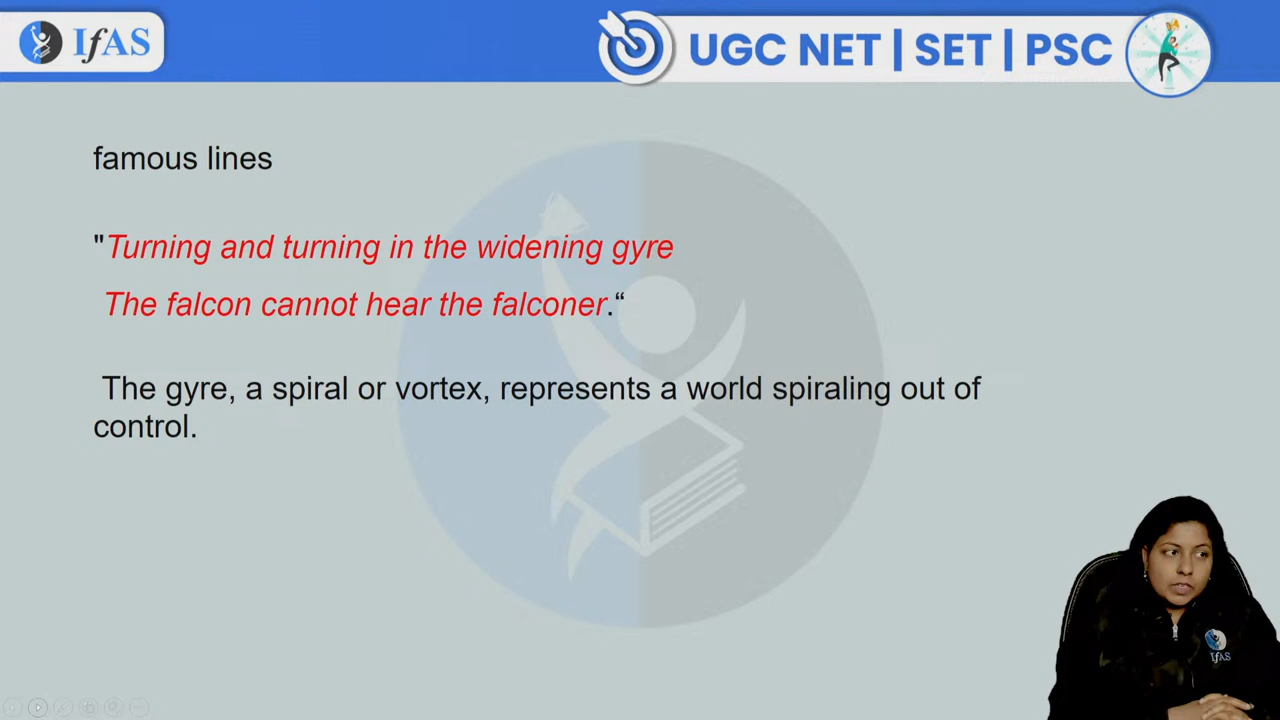 IfAS
UGC NET | SET | PSC
famous lines
"Turning and turning in the widening gyre
The falcon cannot hear the falconer.“
The gyre, a spiral or vortex, represents a world spiraling out of
control.
IfAS